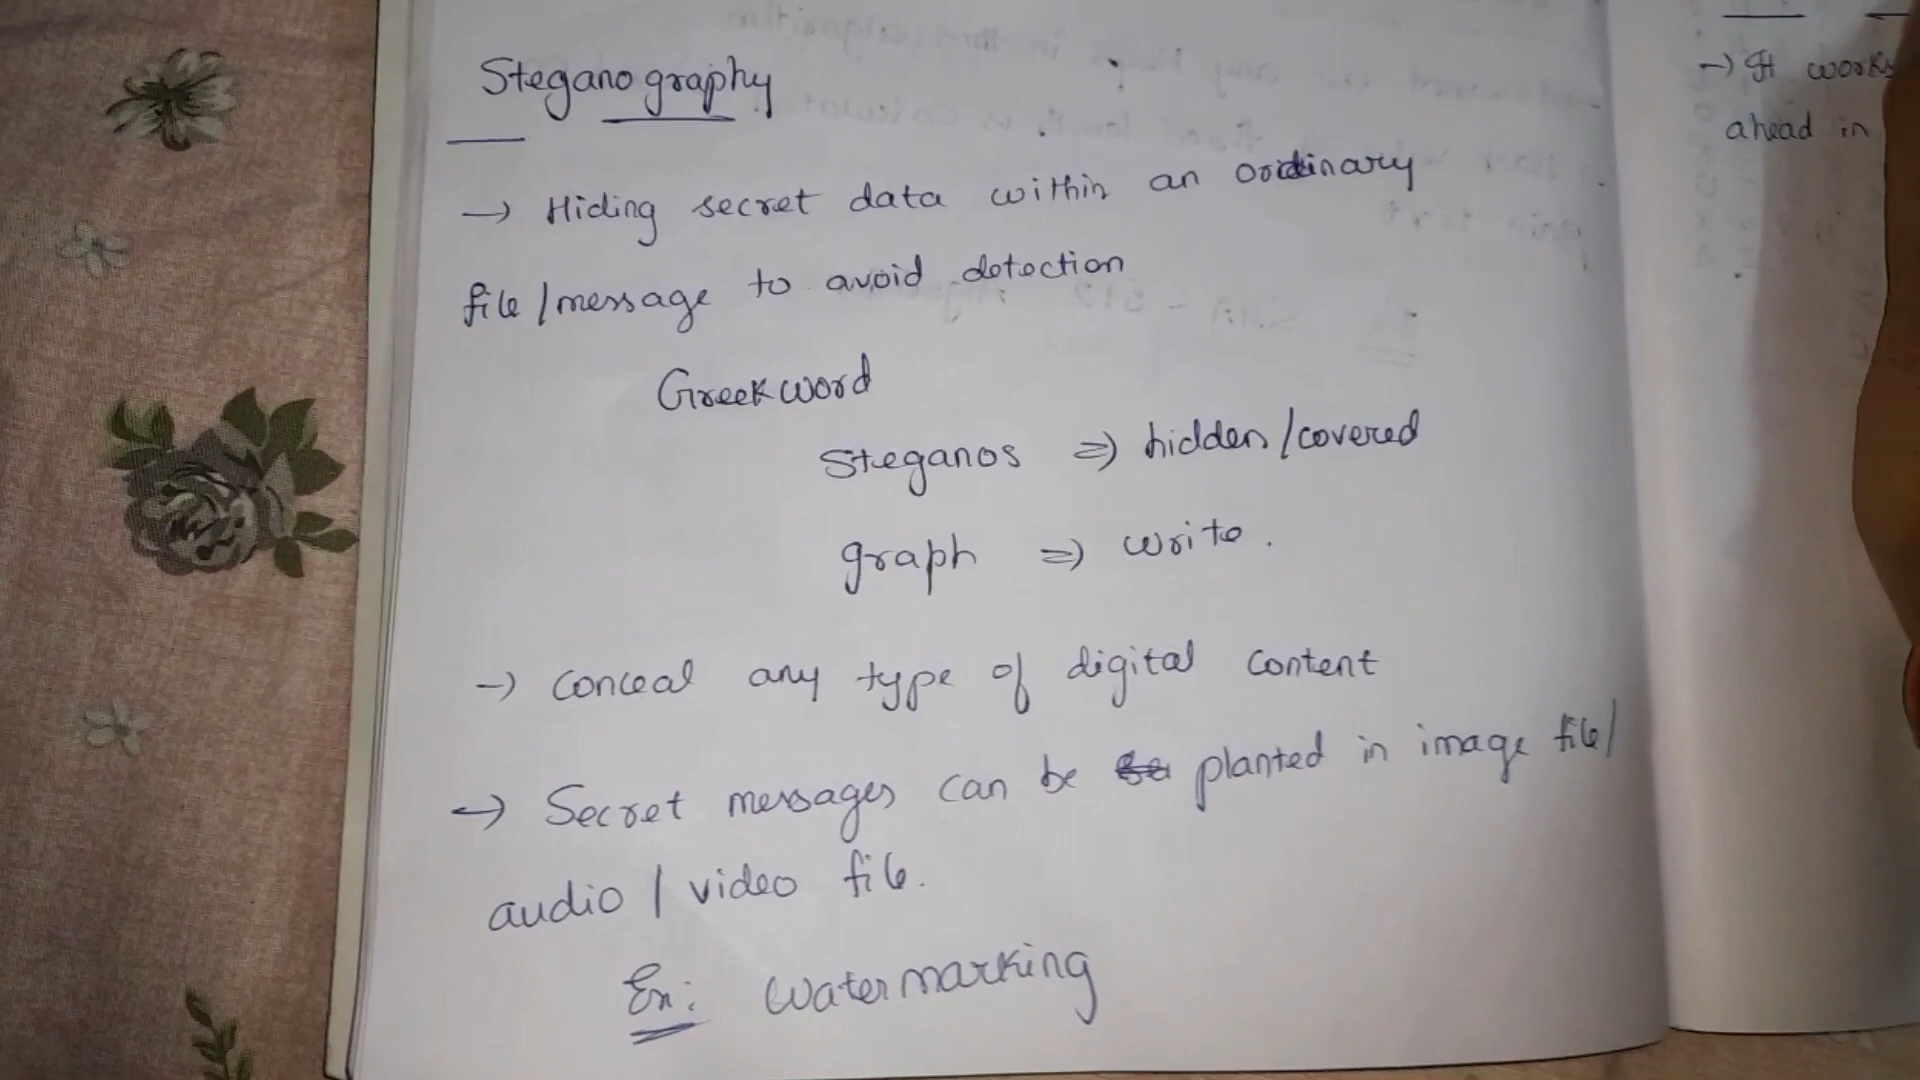 Steganography
→ Hiding secret data within an ordinary
file/message to avoid detection
Greek word
Steganos ⇒ hidden/covered
graph ⇒ write.
→ Conceal any type of digital content
→ Secret messages can be planted in image file/
audio/video file.
Ex: Watermarking
→ It works
ahead in